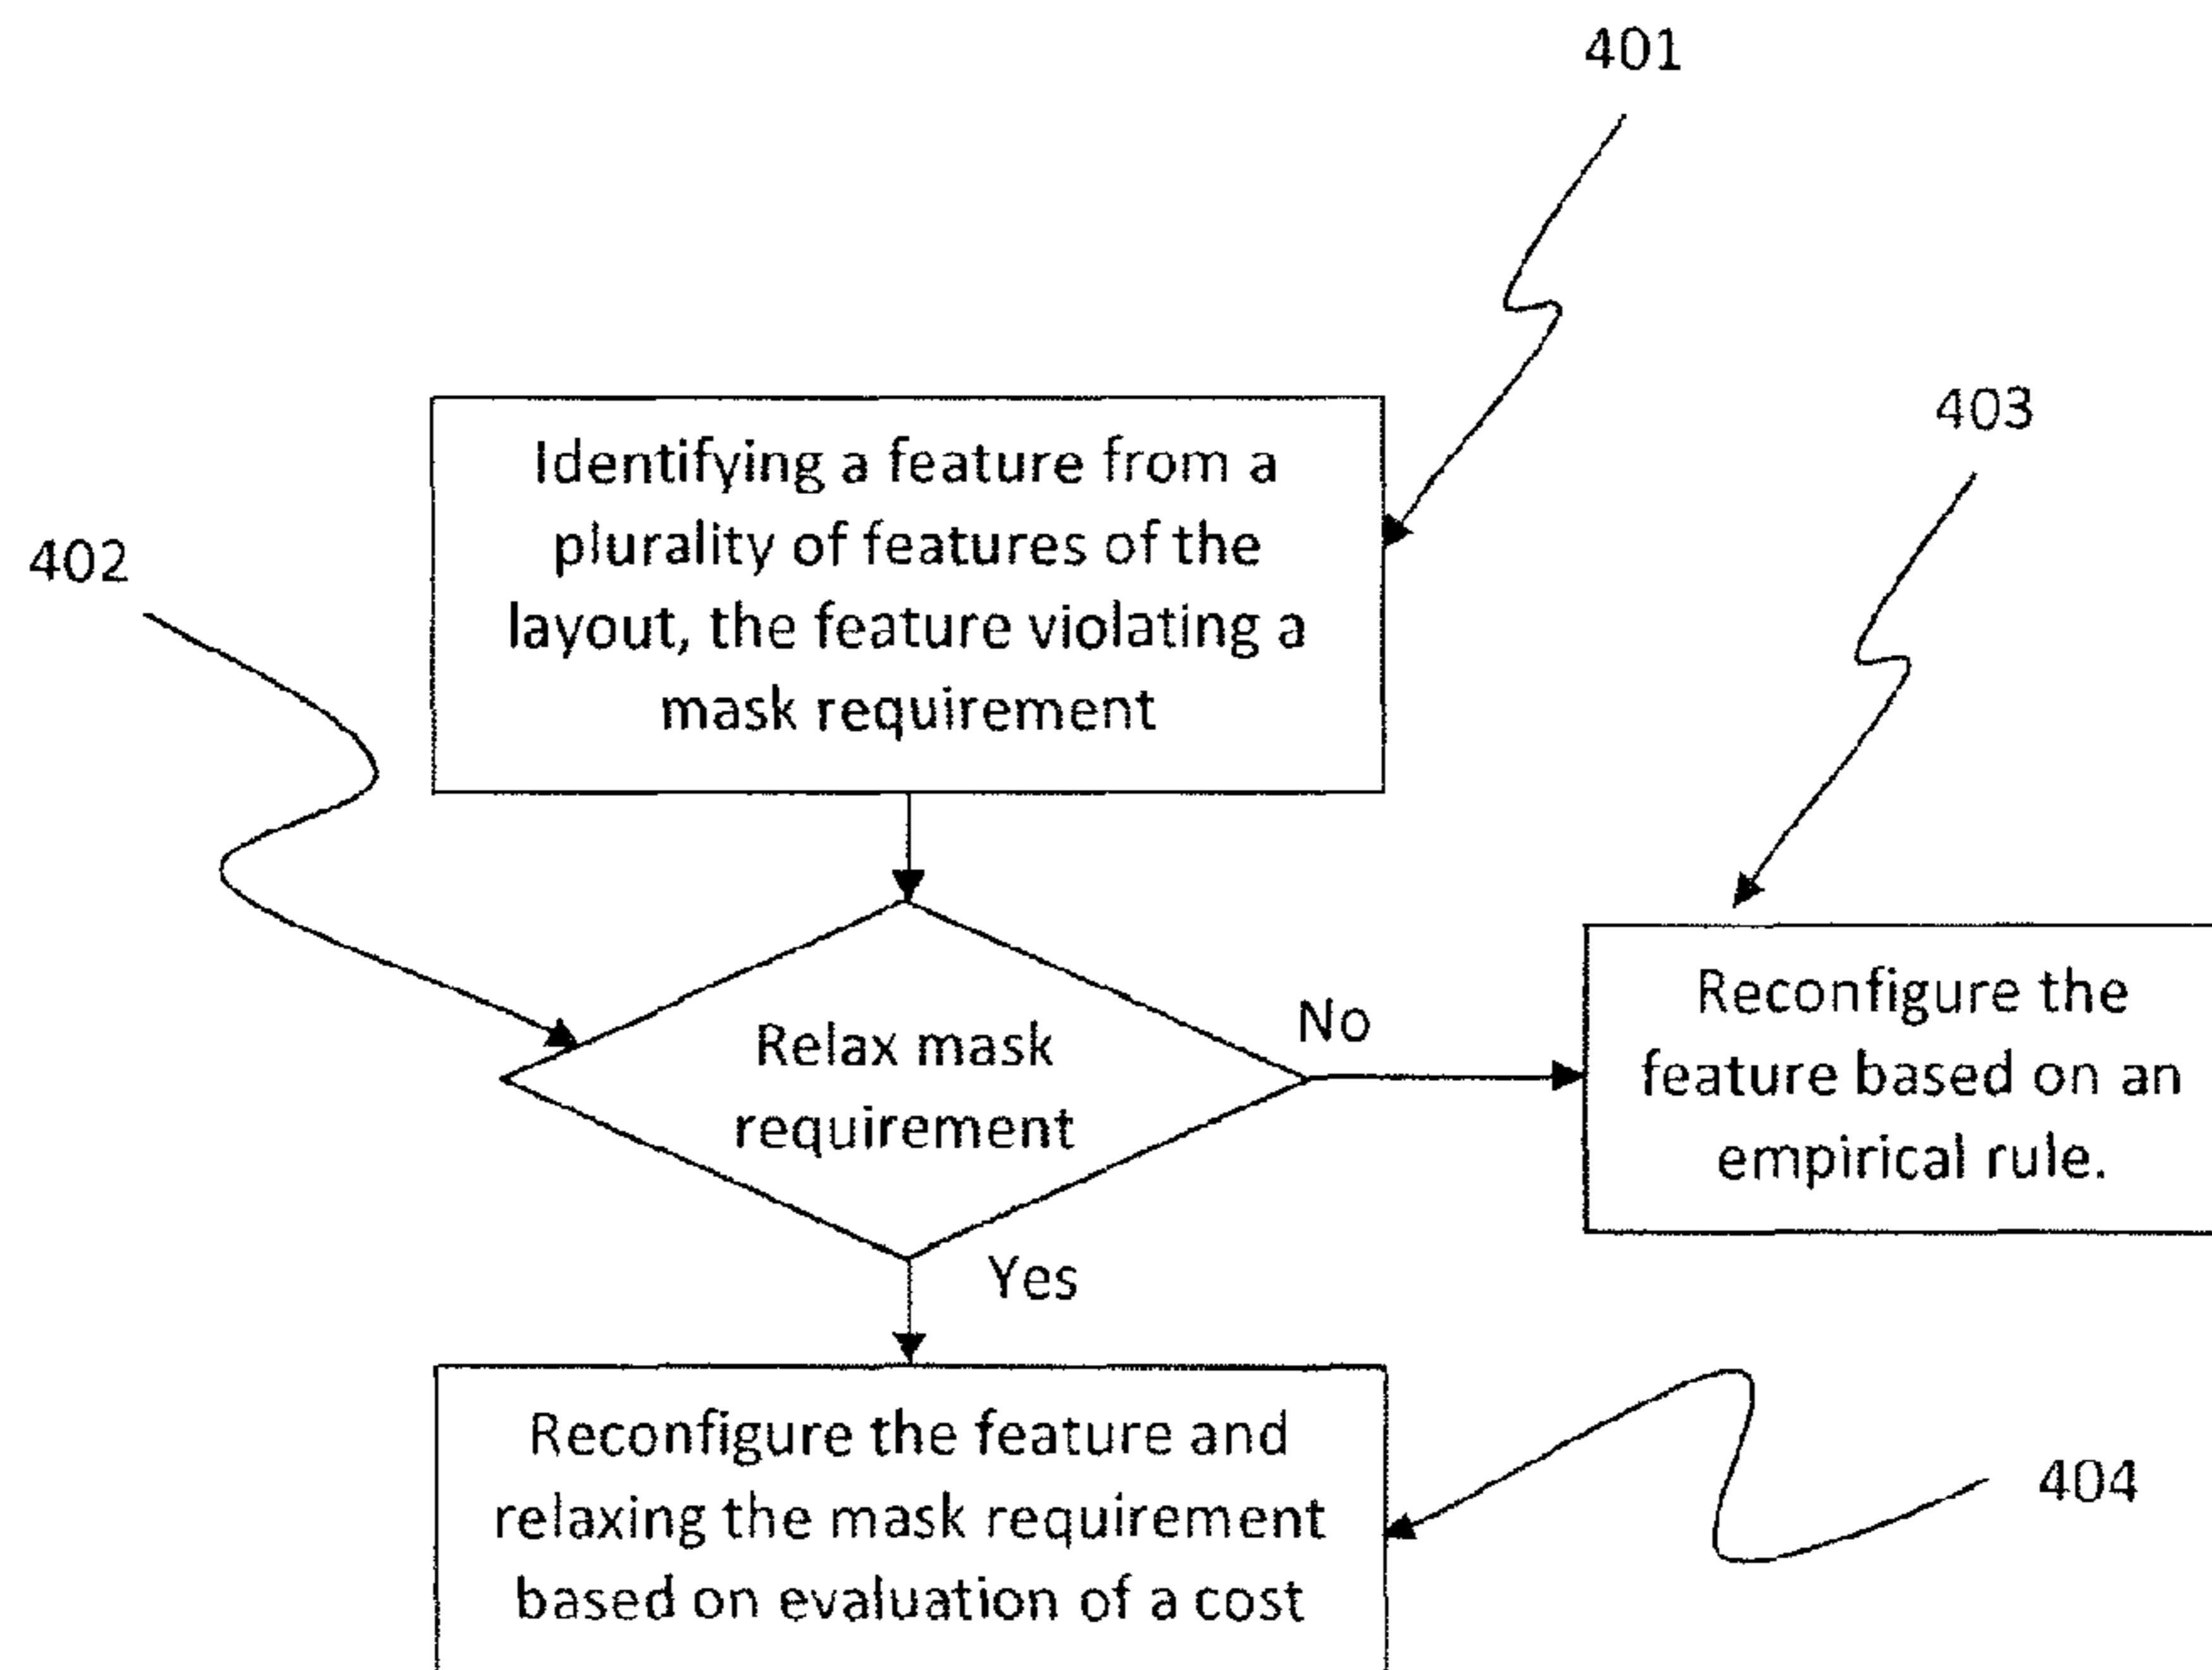 401
403
Identifying a feature from a
plurality of features of the
layout, the feature violating a
mask requirement
402
Relax mask
requirement
No
Reconfigure the
feature based on an
empirical rule.
Yes
Reconfigure the feature and
relaxing the mask requirement
based on evaluation of a cost
404